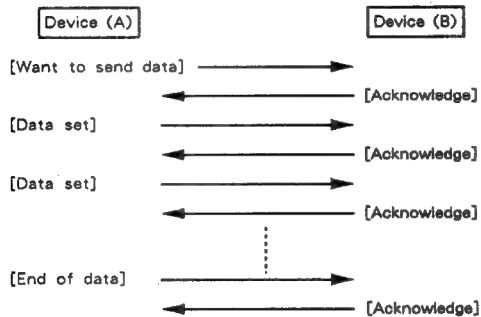 Device (A) Device (B)
[Want to send data]
[Acknowledge]
[Data set]
[Acknowledge]
[Data set]
[Acknowledge]
[End of data]
[Acknowledge]